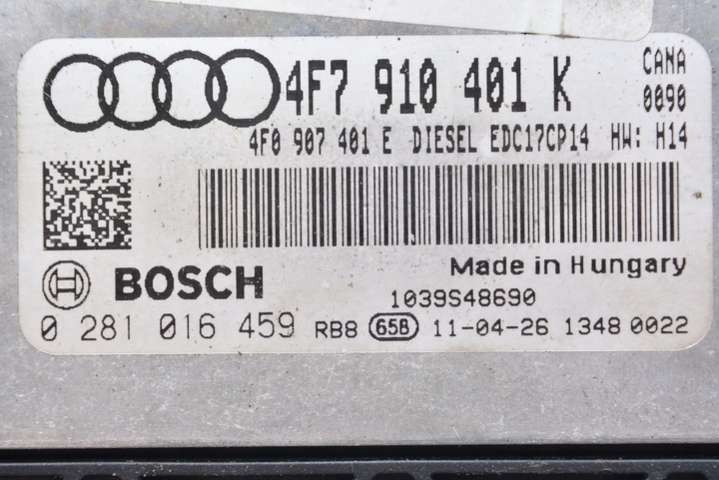 4F7 910 401 K CANA
0090
4F0 907 401 E DIESEL EDC17CP14 HW: H14
BOSCH Made in Hungary
1039S48690
0 281 016 459 RB8 65B 11-04-26 1348 0022